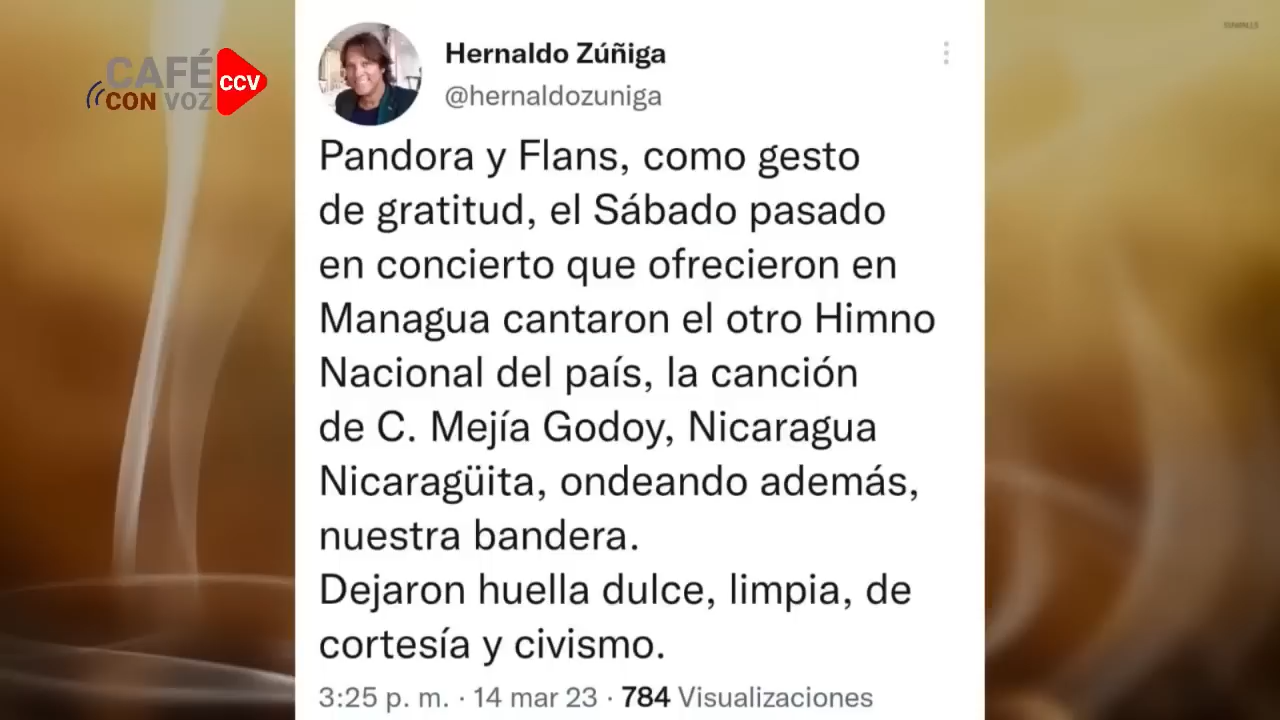 CAFÉ
CON VOZ
CCV
Hernaldo Zúñiga
@hernaldozuniga
Pandora y Flans, como gesto
de gratitud, el Sábado pasado
en concierto que ofrecieron en
Managua cantaron el otro Himno
Nacional del país, la canción
de C. Mejía Godoy, Nicaragua
Nicaragüita, ondeando además,
nuestra bandera.
Dejaron huella dulce, limpia, de
cortesía y civismo.
3:25 p. m. · 14 mar 23 · 784 Visualizaciones